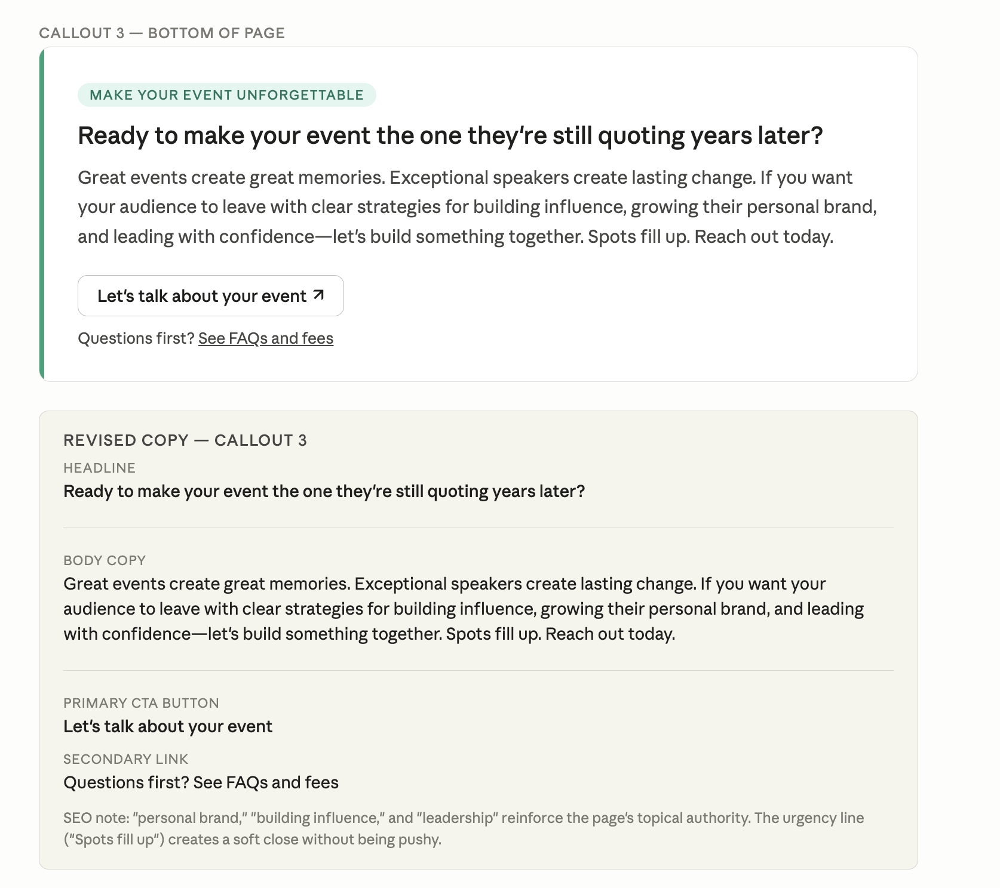 CALLOUT 3 — BOTTOM OF PAGE
MAKE YOUR EVENT UNFORGETTABLE
Ready to make your event the one they're still quoting years later?
Great events create great memories. Exceptional speakers create lasting change. If you want
your audience to leave with clear strategies for building influence, growing their personal brand,
and leading with confidence—let's build something together. Spots fill up. Reach out today.
Let's talk about your event ↗
Questions first? See FAQs and fees
REVISED COPY — CALLOUT 3
HEADLINE
Ready to make your event the one they're still quoting years later?
BODY COPY
Great events create great memories. Exceptional speakers create lasting change. If you want your
audience to leave with clear strategies for building influence, growing their personal brand, and leading
with confidence—let's build something together. Spots fill up. Reach out today.
PRIMARY CTA BUTTON
Let's talk about your event
SECONDARY LINK
Questions first? See FAQs and fees
SEO note: "personal brand," "building influence," and "leadership" reinforce the page's topical authority. The urgency line
("Spots fill up") creates a soft close without being pushy.